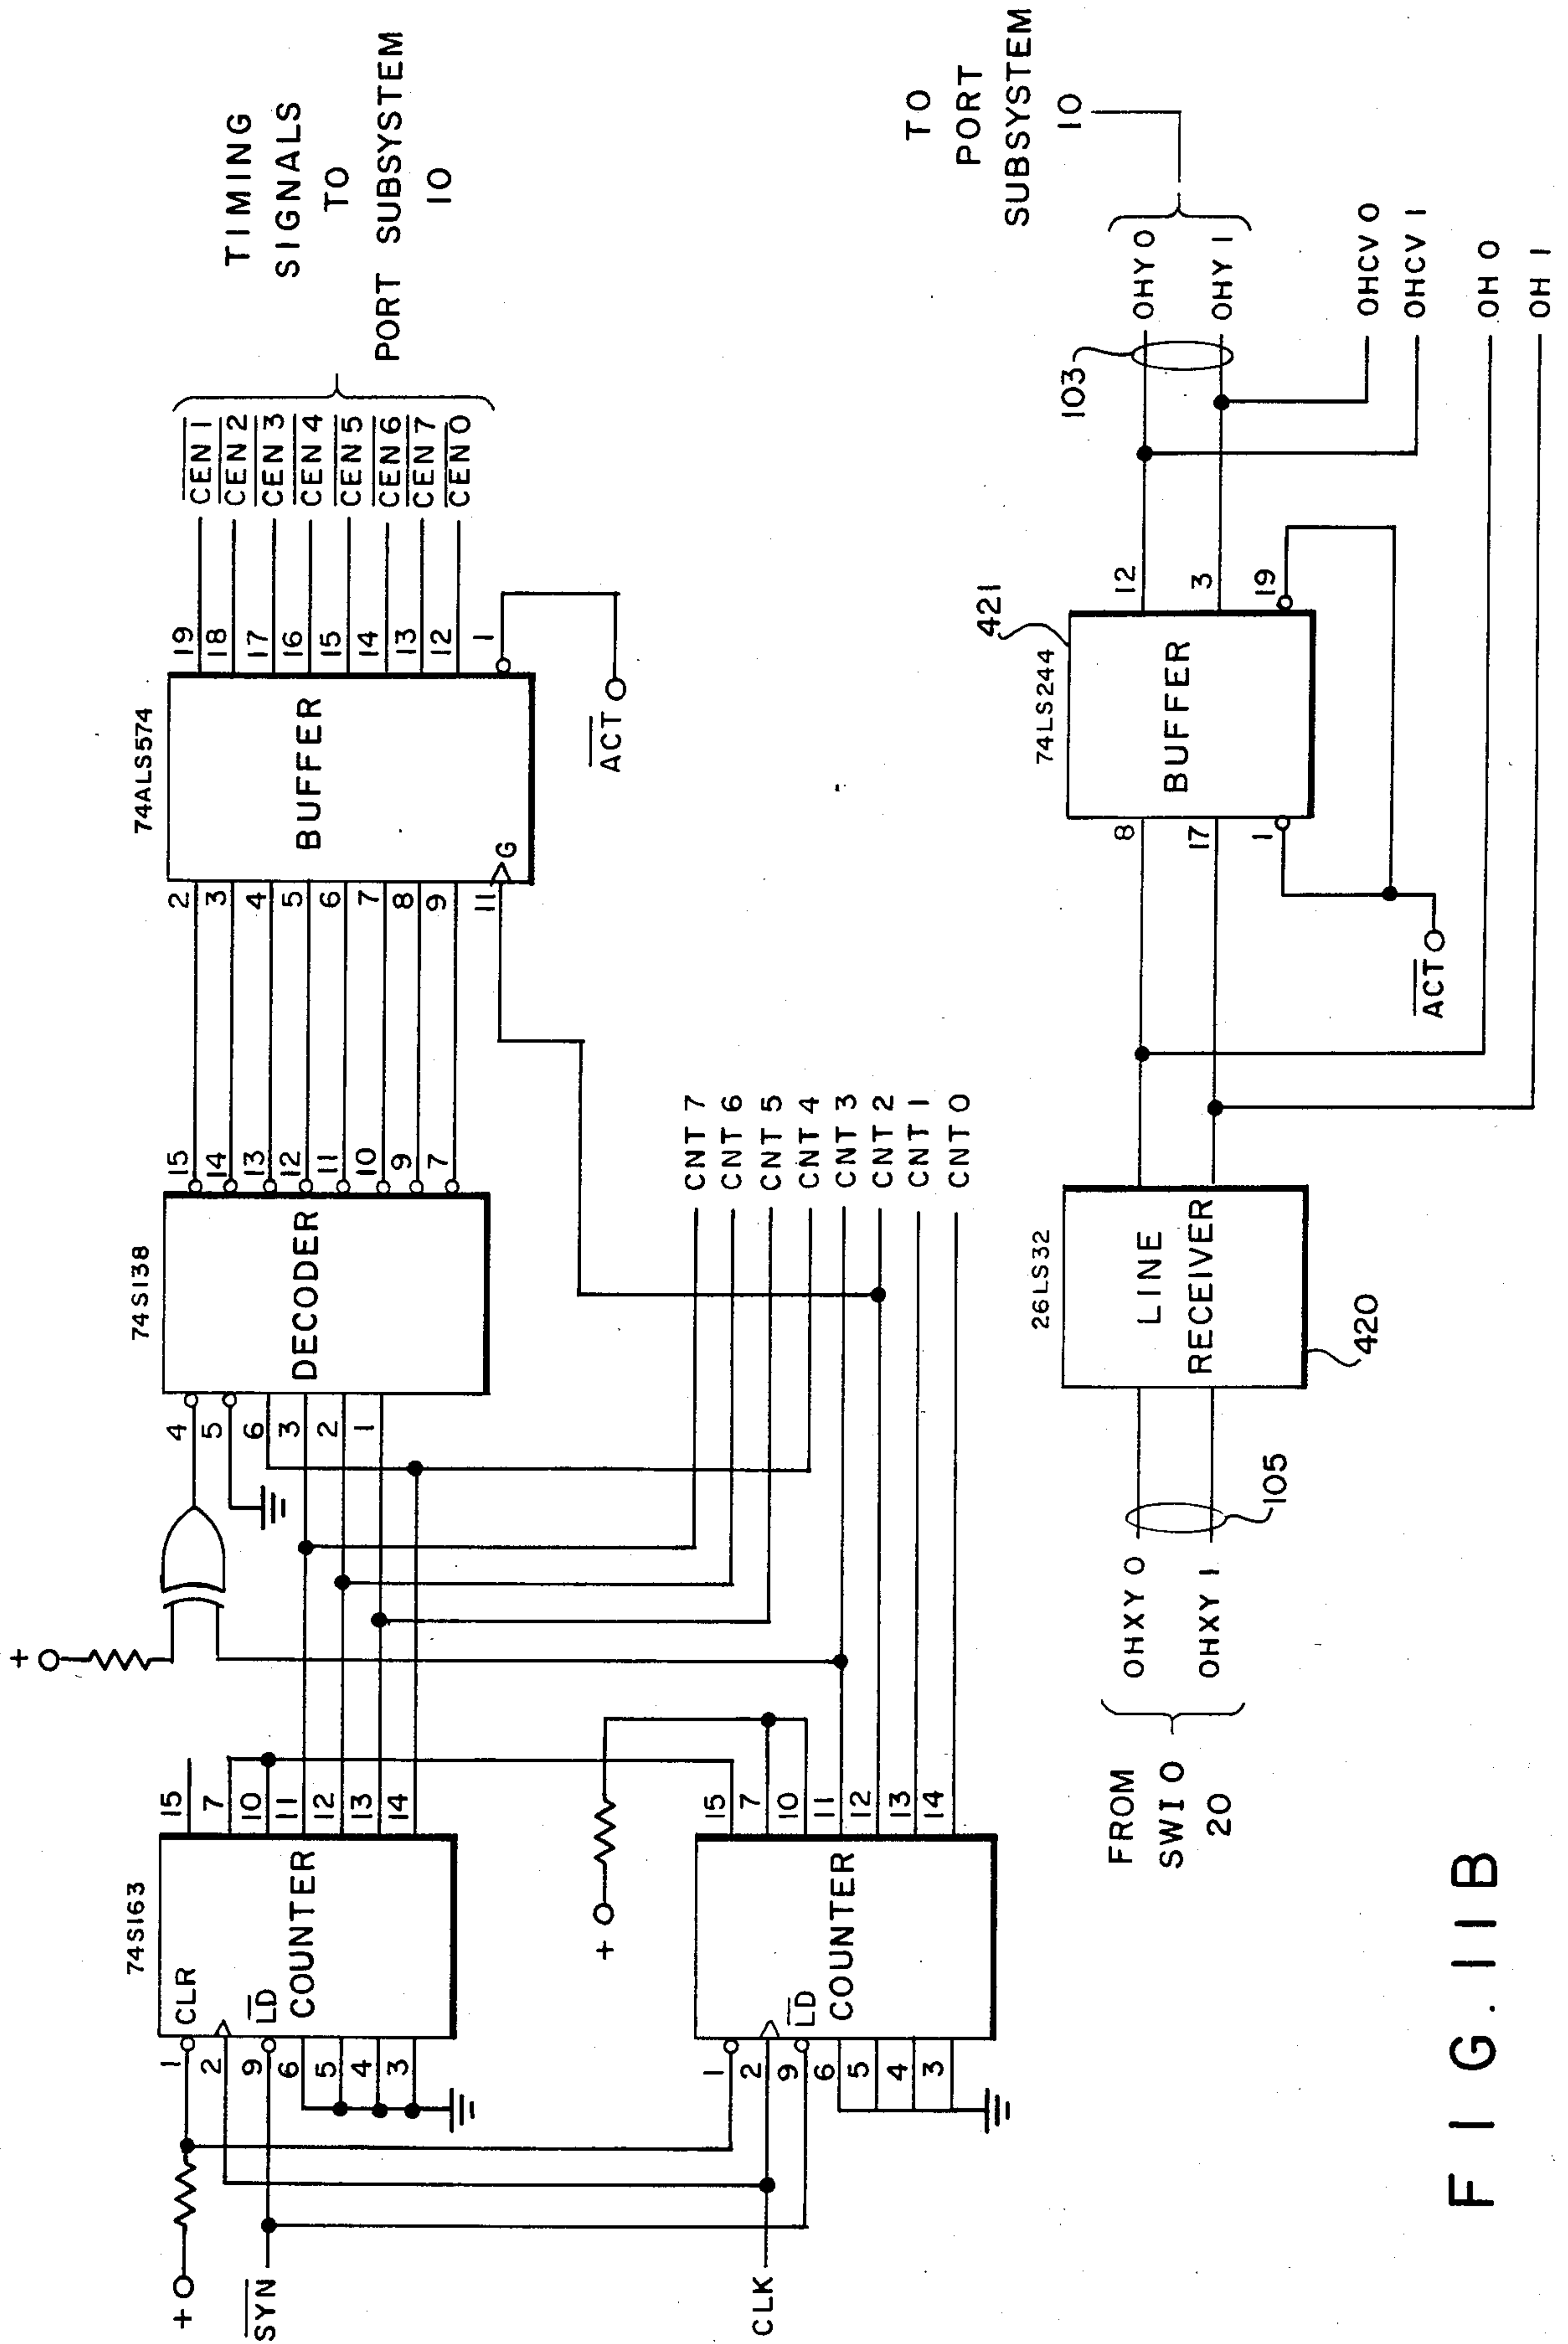 74S163
CLR
LD
COUNTER
1
2
9
6
5
4
3
15
7
10
11
12
13
14
+
SYN
CLK
COUNTER
LD
1
2
9
6
5
4
3
15
7
10
11
12
13
14
+
+
74S138
DECODER
4
5
6
3
2
1
15
14
13
12
11
10
9
7
74ALS574
BUFFER
G
2
3
4
5
6
7
8
9
11
19
18
17
16
15
14
13
12
1
ACT
CEN 1
CEN 2
CEN 3
CEN 4
CEN 5
CEN 6
CEN 7
CEN 0
TIMING
SIGNALS
TO
PORT SUBSYSTEM
10
CNT 7
CNT 6
CNT 5
CNT 4
CNT 3
CNT 2
CNT 1
CNT 0
FROM
SWIO
20
OHXY 0
OHXY 1
105
26LS32
LINE
RECEIVER
420
74LS244
BUFFER
421
8
17
1
12
3
19
ACT
103
OHY 0
OHY 1
TO
PORT
SUBSYSTEM
10
OHCV 0
OHCV 1
OH 0
OH 1
FIG. 11B